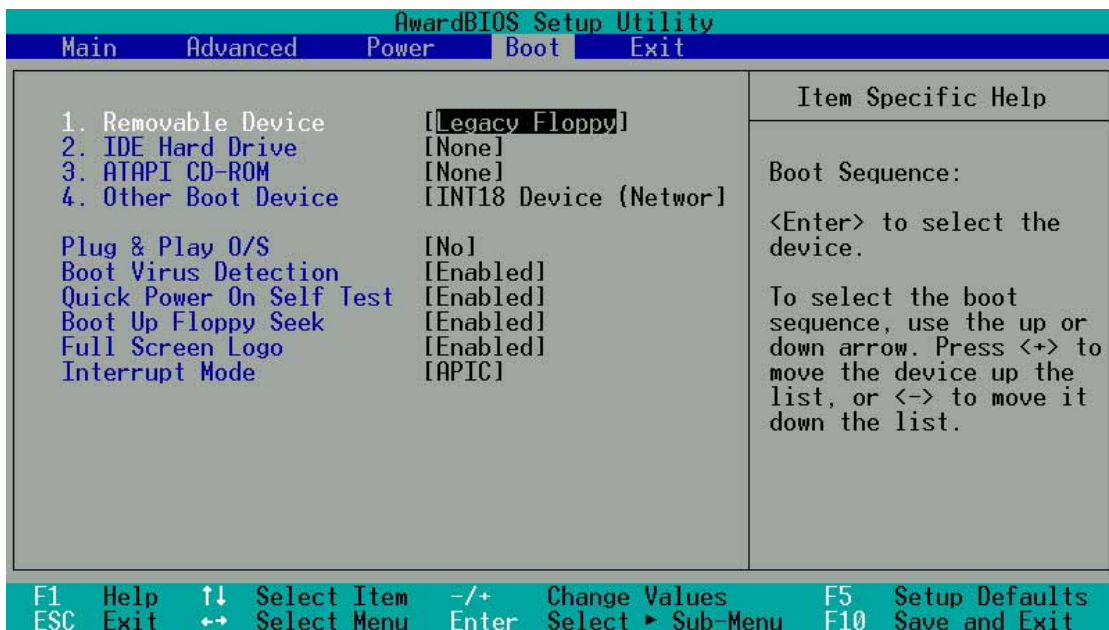 AwardBIOS Setup Utility
Main Advanced Power Boot Exit
1. Removable Device [Legacy Floppy]
2. IDE Hard Drive [None]
3. ATAPI CD-ROM [None]
4. Other Boot Device [INT18 Device (Networ]
Plug & Play O/S [No]
Boot Virus Detection [Enabled]
Quick Power On Self Test [Enabled]
Boot Up Floppy Seek [Enabled]
Full Screen Logo [Enabled]
Interrupt Mode [APIC]
Item Specific Help
Boot Sequence:
<Enter> to select the
device.
To select the boot
sequence, use the up or
down arrow. Press <+> to
move the device up the
list, or <-> to move it
down the list.
F1 Help ↑↓ Select Item -/+ Change Values F5 Setup Defaults
ESC Exit ←→ Select Menu Enter Select ► Sub-Menu F10 Save and Exit